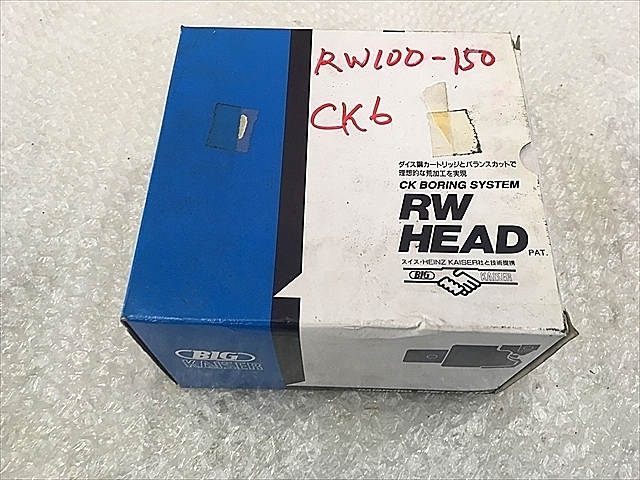 RW100-150
CK6
ダイス鋼カートリッジとバランスカットで
理想的な荒加工を実現
CK BORING SYSTEM
RW
HEAD PAT.
スイス・HEINZ KAISER社と技術提携
BIG KAISER
BIG
KAISER